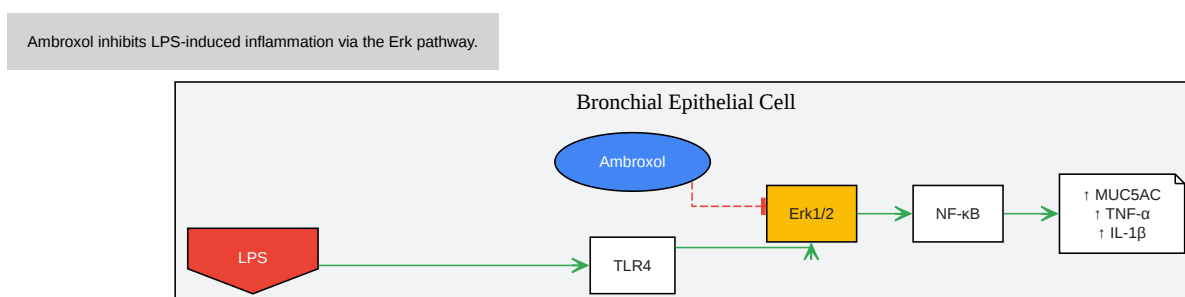 Ambroxol inhibits LPS-induced inflammation via the Erk pathway.
Bronchial Epithelial Cell
Ambroxol
Erk1/2
NF-κB
↑ MUC5AC
↑ TNF-α
↑ IL-1β
LPS
TLR4